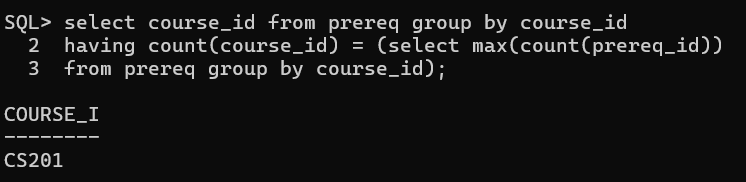 SQL> select course_id from prereq group by course_id
  2  having count(course_id) = (select max(count(prereq_id))
  3  from prereq group by course_id);
COURSE_I
--------
CS201